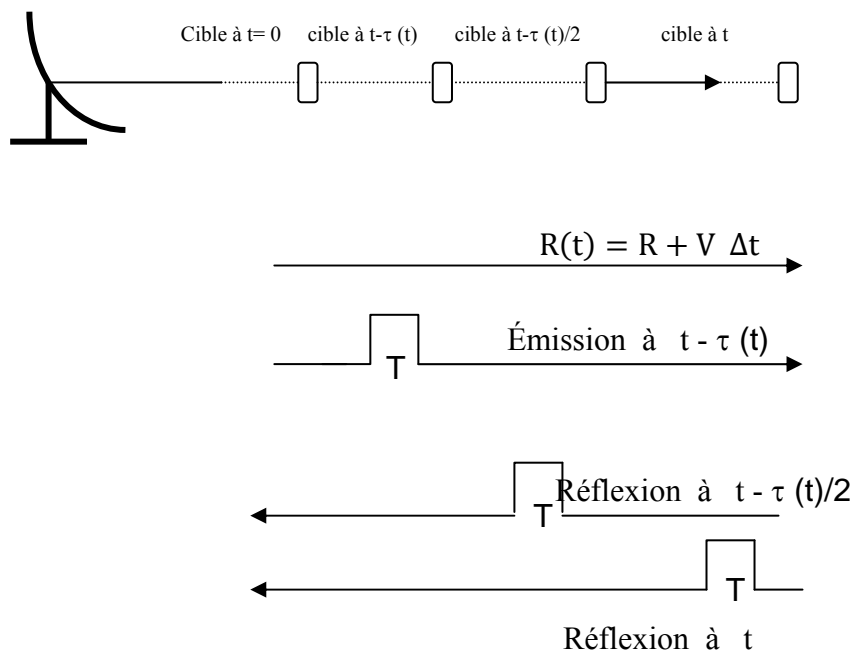 Cible à t= 0 cible à t-τ (t) cible à t-τ (t)/2 cible à t
R(t) = R + V Δt
Émission à t - τ (t)
T
Réflexion à t - τ (t)/2
T
T
Réflexion à t